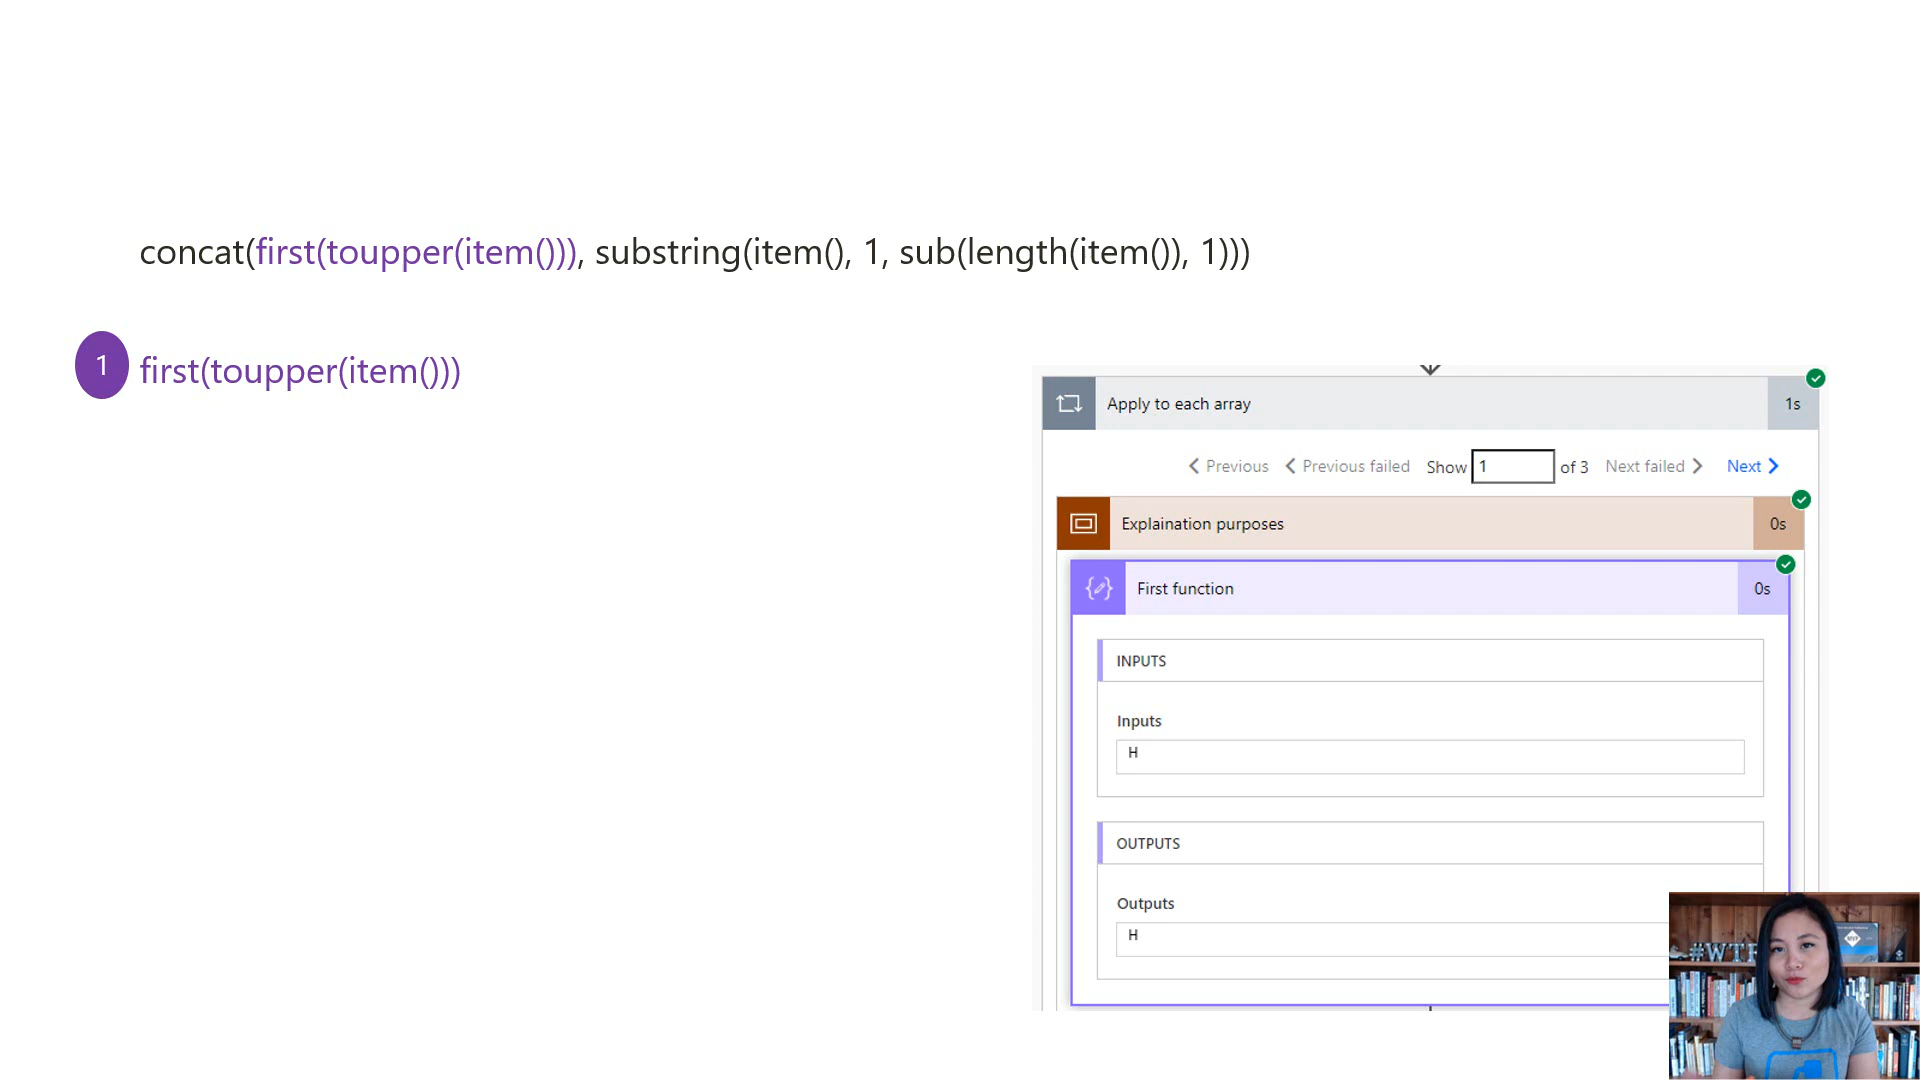 concat(first(toupper(item())), substring(item(), 1, sub(length(item()), 1)))
1
first(toupper(item()))
Apply to each array 1s
Previous Previous failed Show 1 of 3 Next failed Next
Explaination purposes 0s
First function 0s
INPUTS
Inputs
H
OUTPUTS
Outputs
H